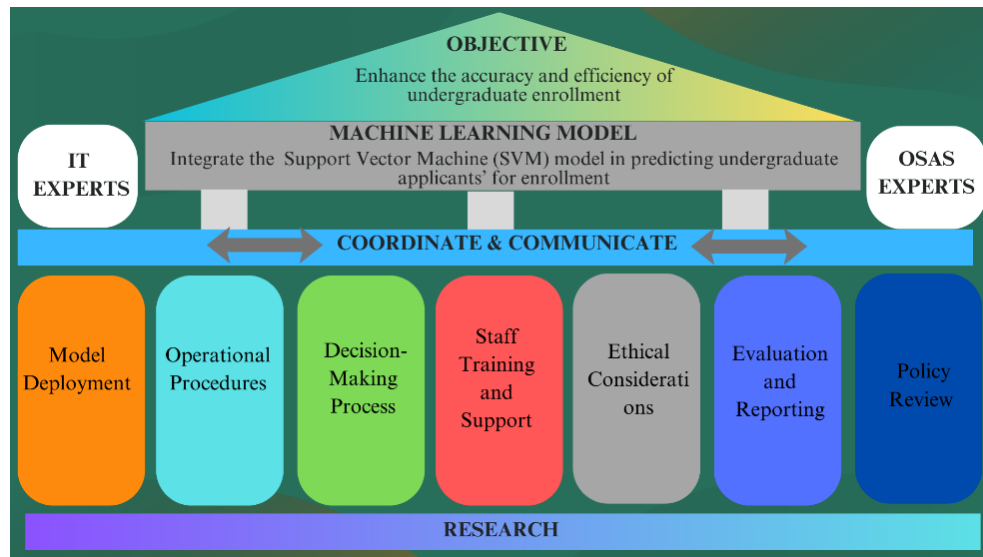 OBJECTIVE
Enhance the accuracy and efficiency of
undergraduate enrollment
MACHINE LEARNING MODEL
Integrate the Support Vector Machine (SVM) model in predicting undergraduate
applicants' for enrollment
IT
EXPERTS
OSAS
EXPERTS
COORDINATE & COMMUNICATE
Model
Deployment
Operational
Procedures
Decision-
Making
Process
Staff
Training
and
Support
Ethical
Considerati
ons
Evaluation
and
Reporting
Policy
Review
RESEARCH